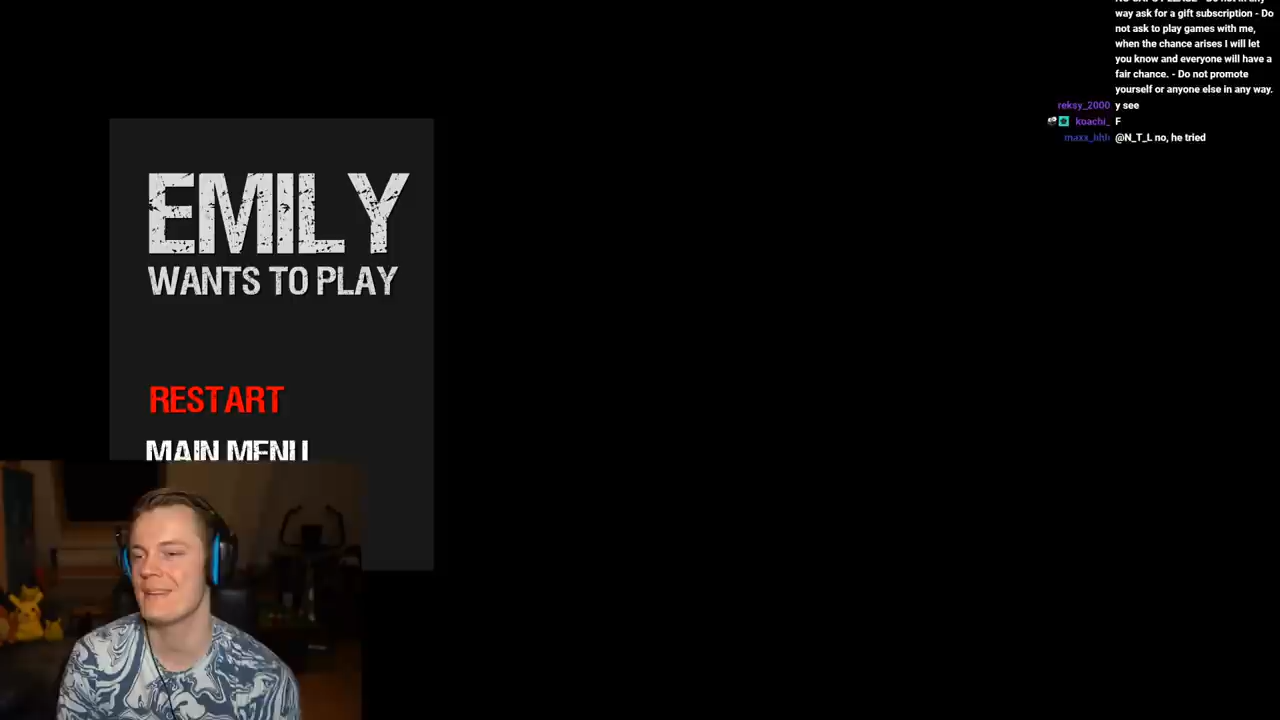 EMILY
WANTS TO PLAY
RESTART
MAIN MENU
way ask for a gift subscription - Do
not ask to play games with me,
when the chance arises I will let
you know and everyone will have a
fair chance. - Do not promote
yourself or anyone else in any way.
reksy_2000 y see
koachi_ F
maxx_hhh @N_T_L no, he tried